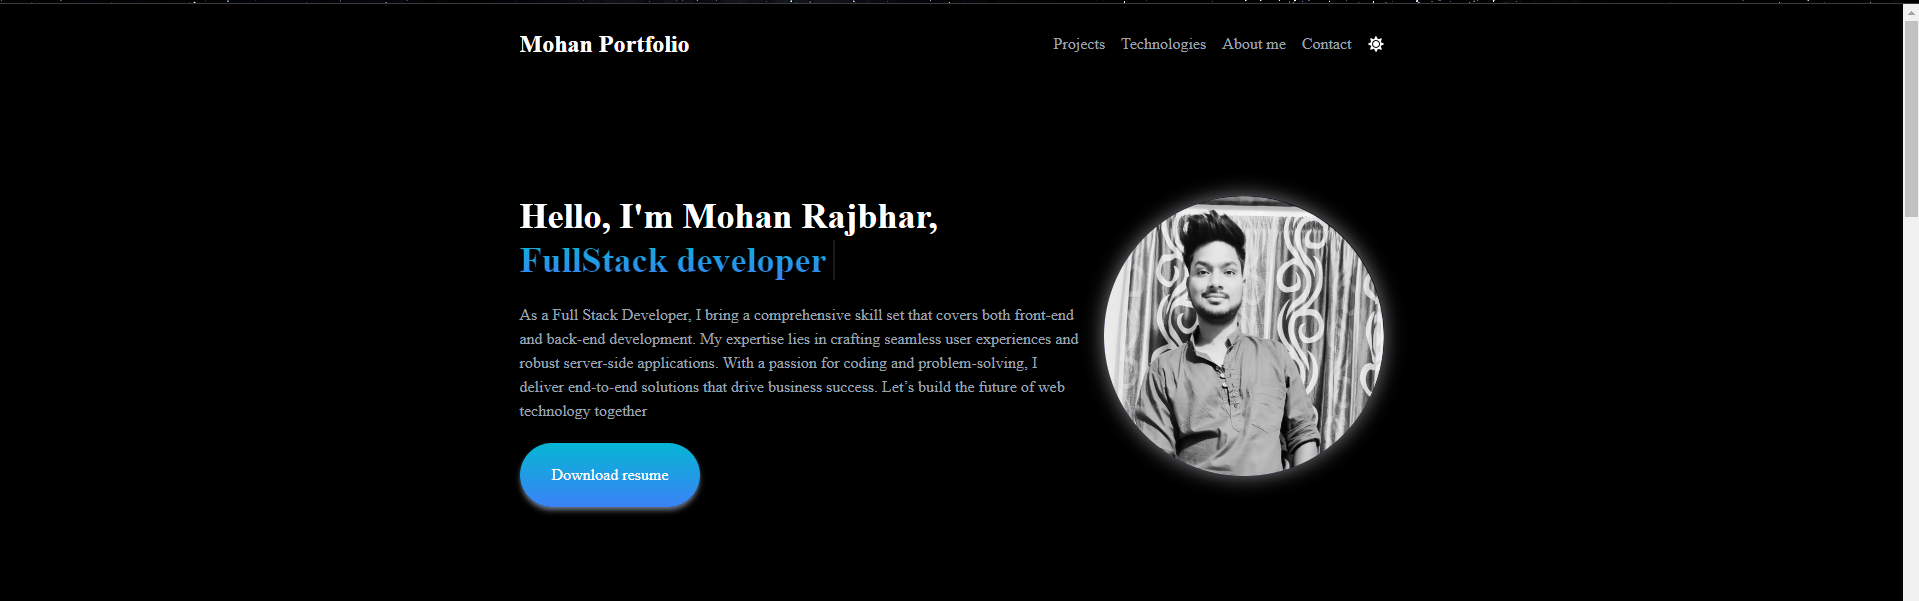 Mohan Portfolio
Projects Technologies About me Contact
Hello, I'm Mohan Rajbhar,
FullStack developer
As a Full Stack Developer, I bring a comprehensive skill set that covers both front-end
and back-end development. My expertise lies in crafting seamless user experiences and
robust server-side applications. With a passion for coding and problem-solving, I
deliver end-to-end solutions that drive business success. Let’s build the future of web
technology together
Download resume